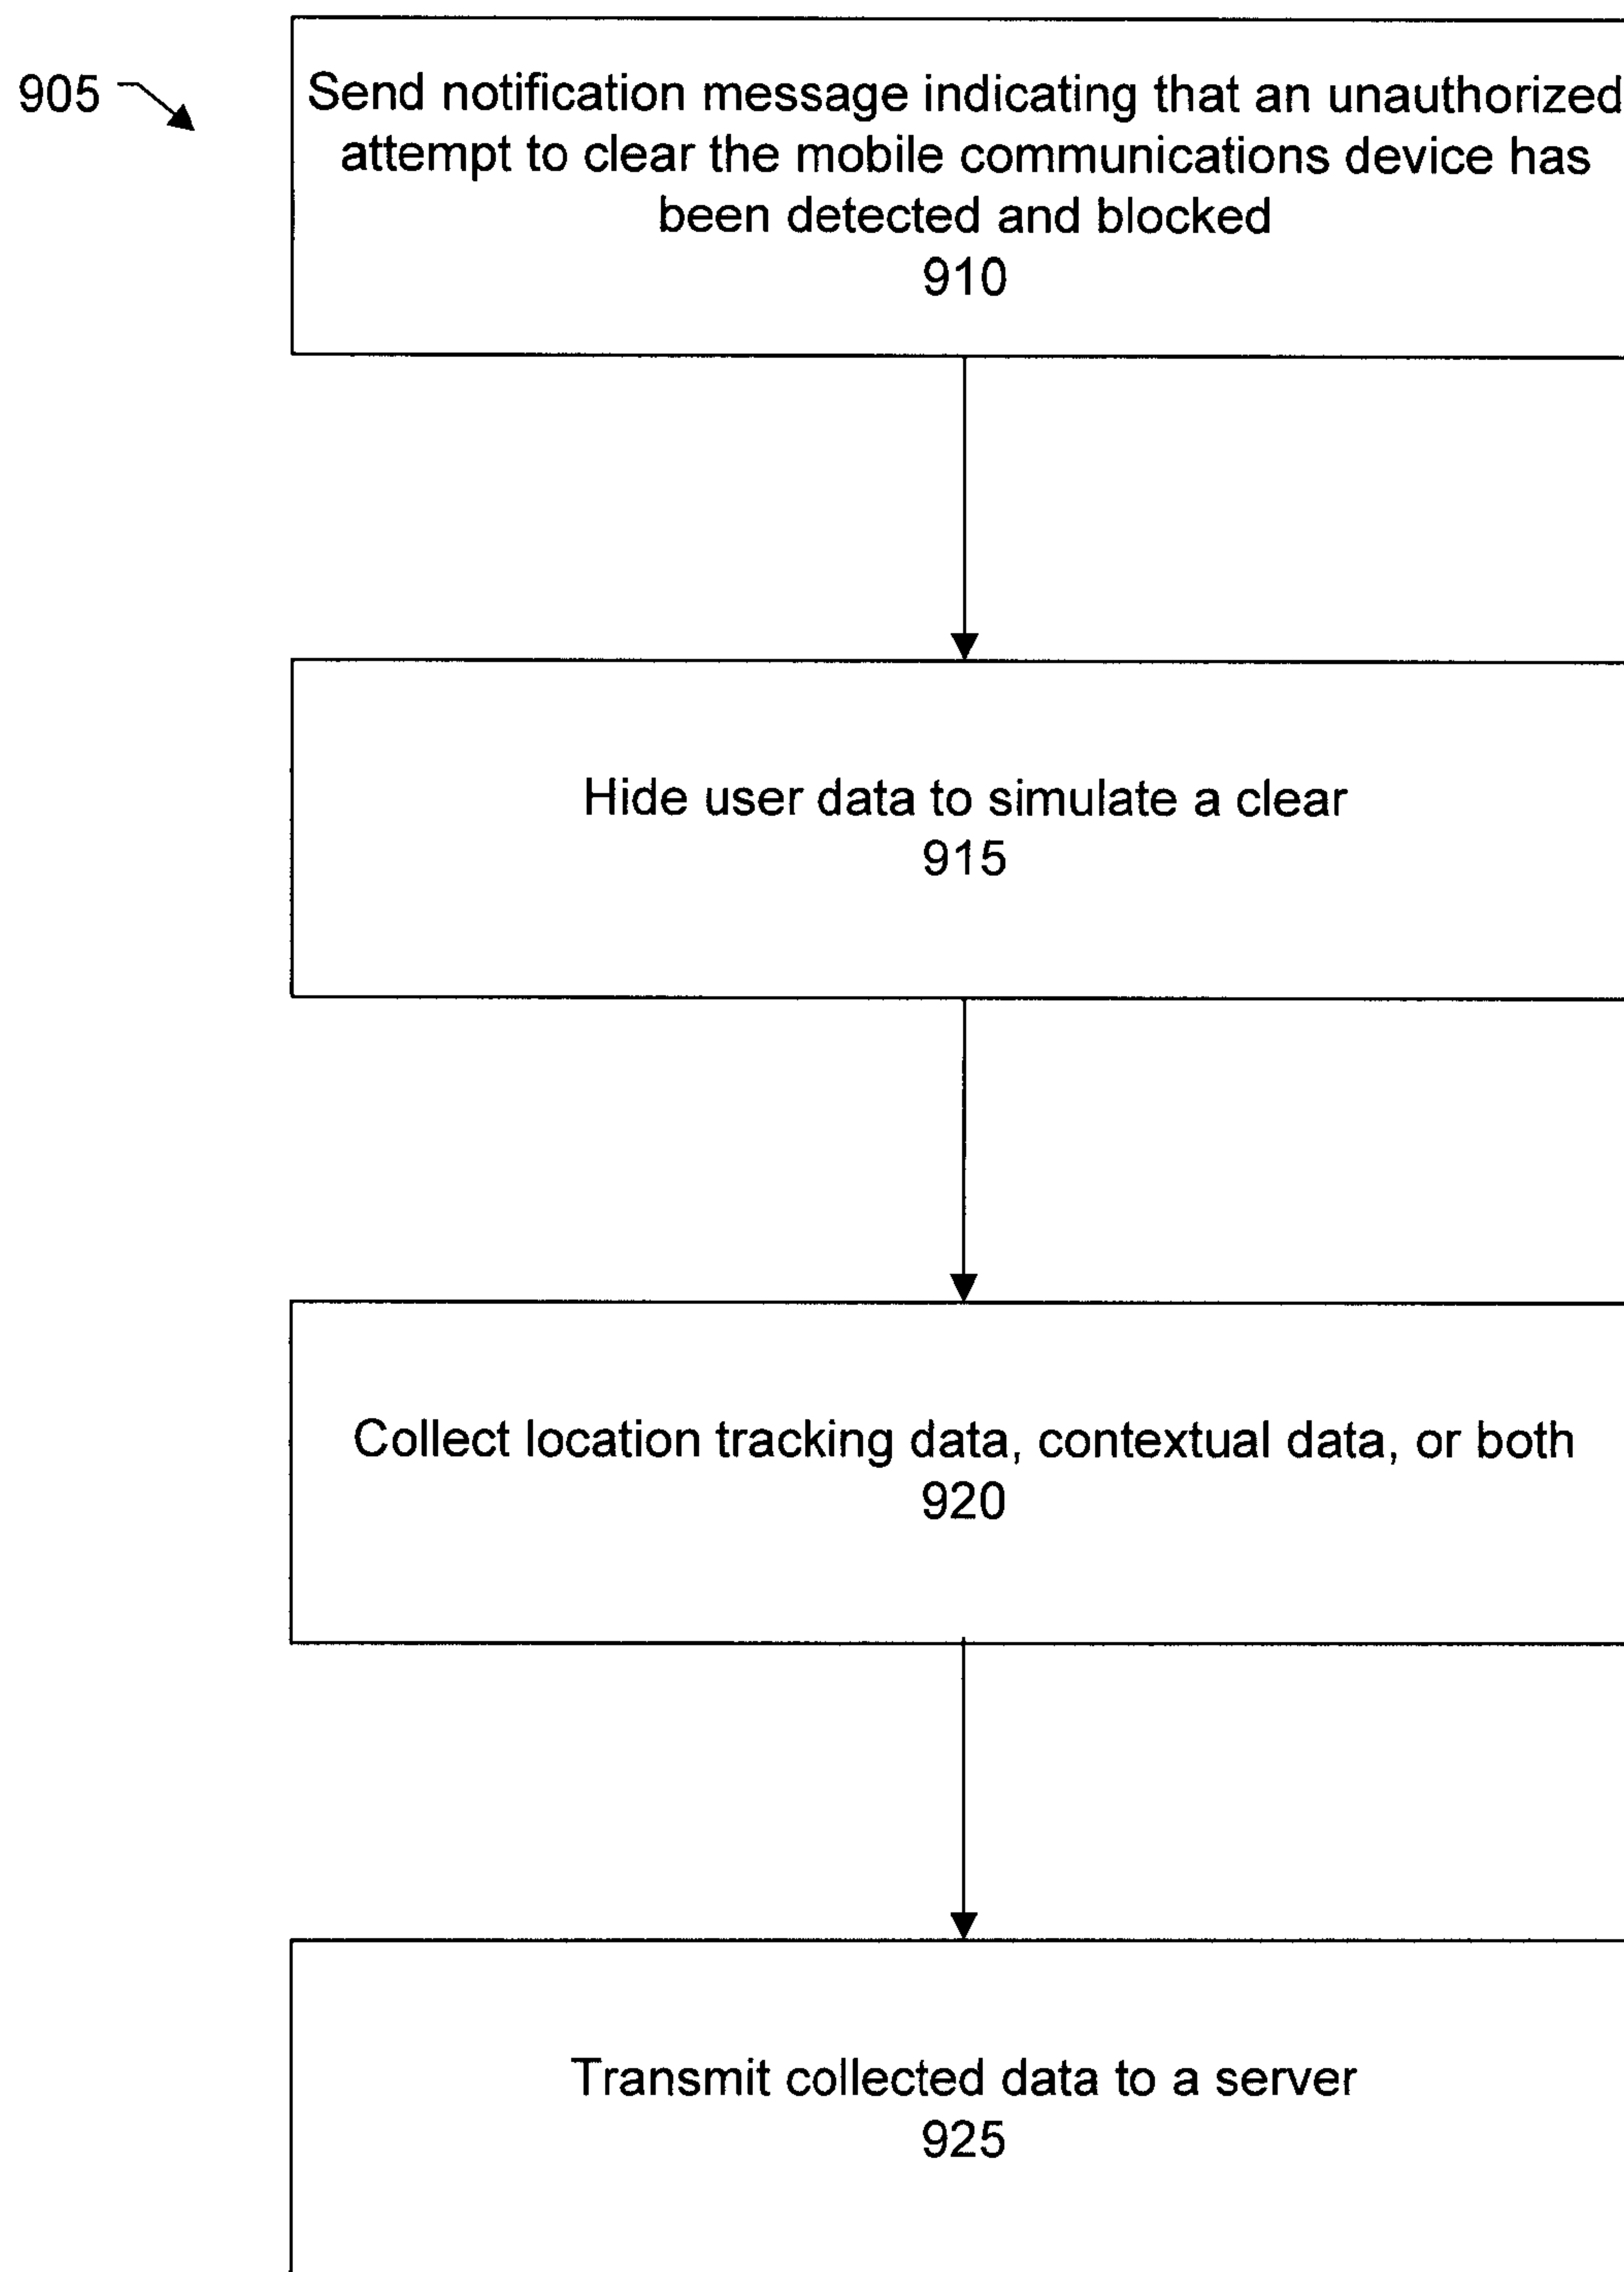 905
Send notification message indicating that an unauthorized
attempt to clear the mobile communications device has
been detected and blocked
910
Hide user data to simulate a clear
915
Collect location tracking data, contextual data, or both
920
Transmit collected data to a server
925